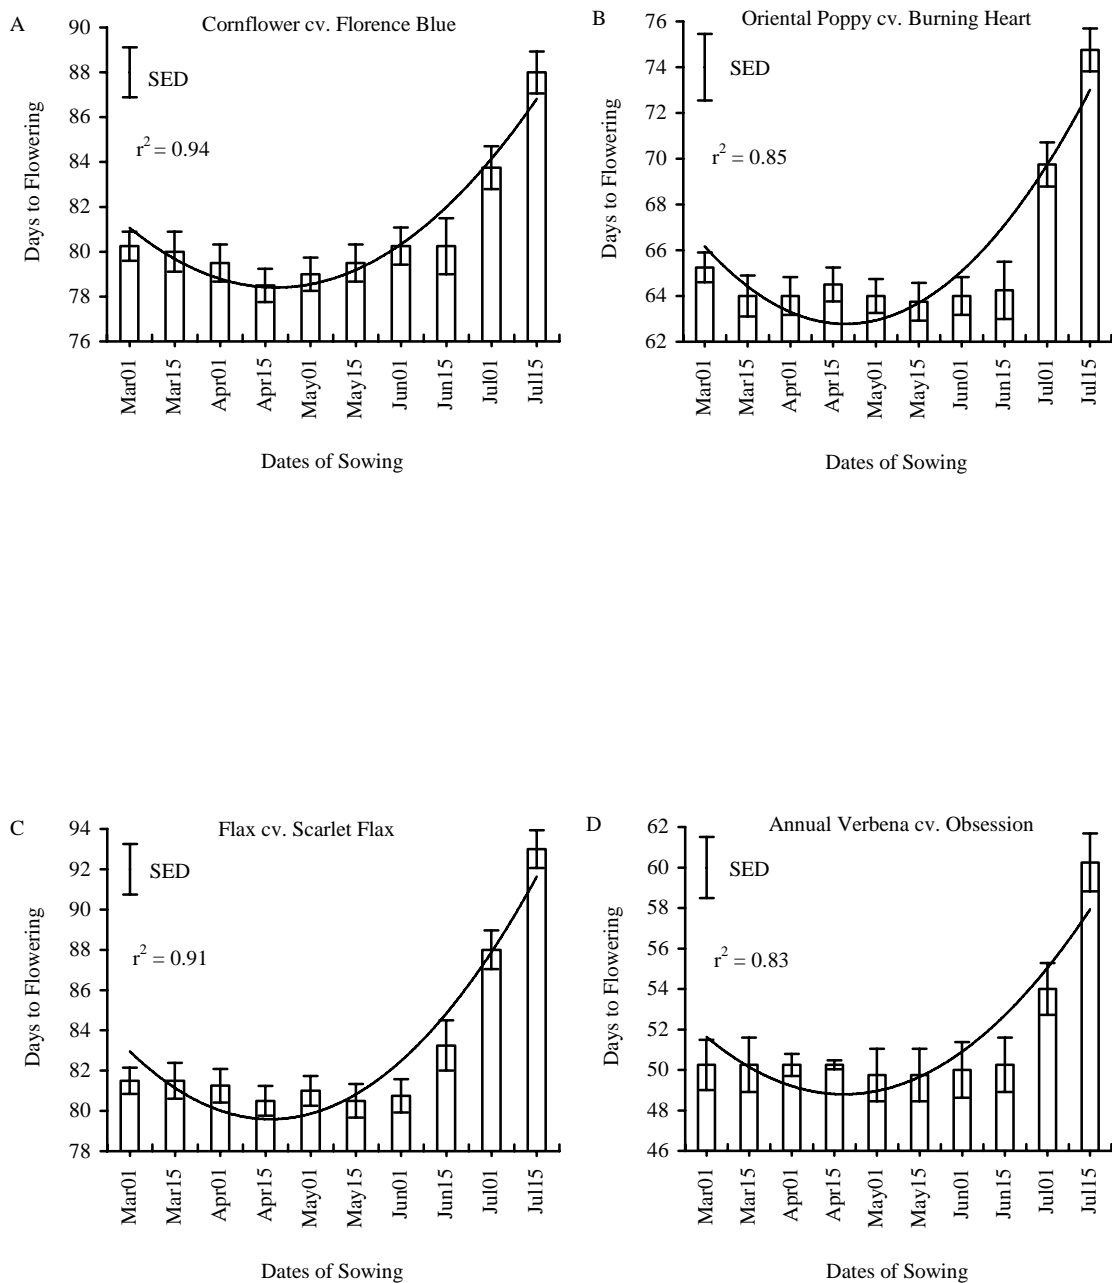 A
Cornflower cv. Florence Blue
90
88
86
84
82
80
78
76
Days to Flowering
SED
r² = 0.94
Mar01
Mar15
Apr01
Apr15
May01
May15
Jun01
Jun15
Jul01
Jul15
Dates of Sowing
B
Oriental Poppy cv. Burning Heart
76
74
72
70
68
66
64
62
Days to Flowering
SED
r² = 0.85
Mar01
Mar15
Apr01
Apr15
May01
May15
Jun01
Jun15
Jul01
Jul15
Dates of Sowing
C
Flax cv. Scarlet Flax
94
92
90
88
86
84
82
80
78
Days to Flowering
SED
r² = 0.91
Mar01
Mar15
Apr01
Apr15
May01
May15
Jun01
Jun15
Jul01
Jul15
Dates of Sowing
D
Annual Verbena cv. Obsession
62
60
58
56
54
52
50
48
46
Days to Flowering
SED
r² = 0.83
Mar01
Mar15
Apr01
Apr15
May01
May15
Jun01
Jun15
Jul01
Jul15
Dates of Sowing